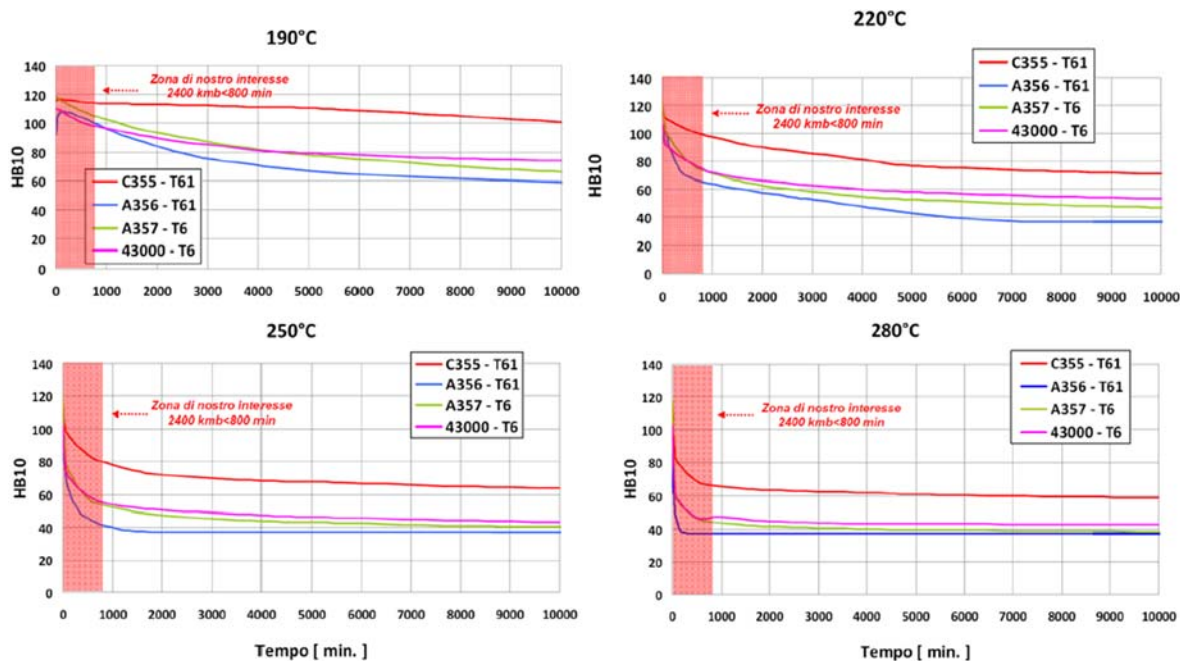 190°C
HB10
140
120
100
80
60
40
20
0
Zona di nostro interesse
2400 kmb<800 min
C355 - T61
A356 - T61
A357 - T6
43000 - T6
0 1000 2000 3000 4000 5000 6000 7000 8000 9000 10000
220°C
HB10
140
120
100
80
60
40
20
0
C355 - T61
A356 - T61
A357 - T6
43000 - T6
Zona di nostro interesse
2400 kmb<800 min
0 1000 2000 3000 4000 5000 6000 7000 8000 9000 10000
250°C
HB10
140
120
100
80
60
40
20
0
C355 - T61
A356 - T61
A357 - T6
43000 - T6
Zona di nostro interesse
2400 kmb<800 min
0 1000 2000 3000 4000 5000 6000 7000 8000 9000 10000
Tempo [ min. ]
280°C
HB10
140
120
100
80
60
40
20
0
C355 - T61
A356 - T61
A357 - T6
43000 - T6
Zona di nostro interesse
2400 kmb<800 min
0 1000 2000 3000 4000 5000 6000 7000 8000 9000 10000
Tempo [ min. ]